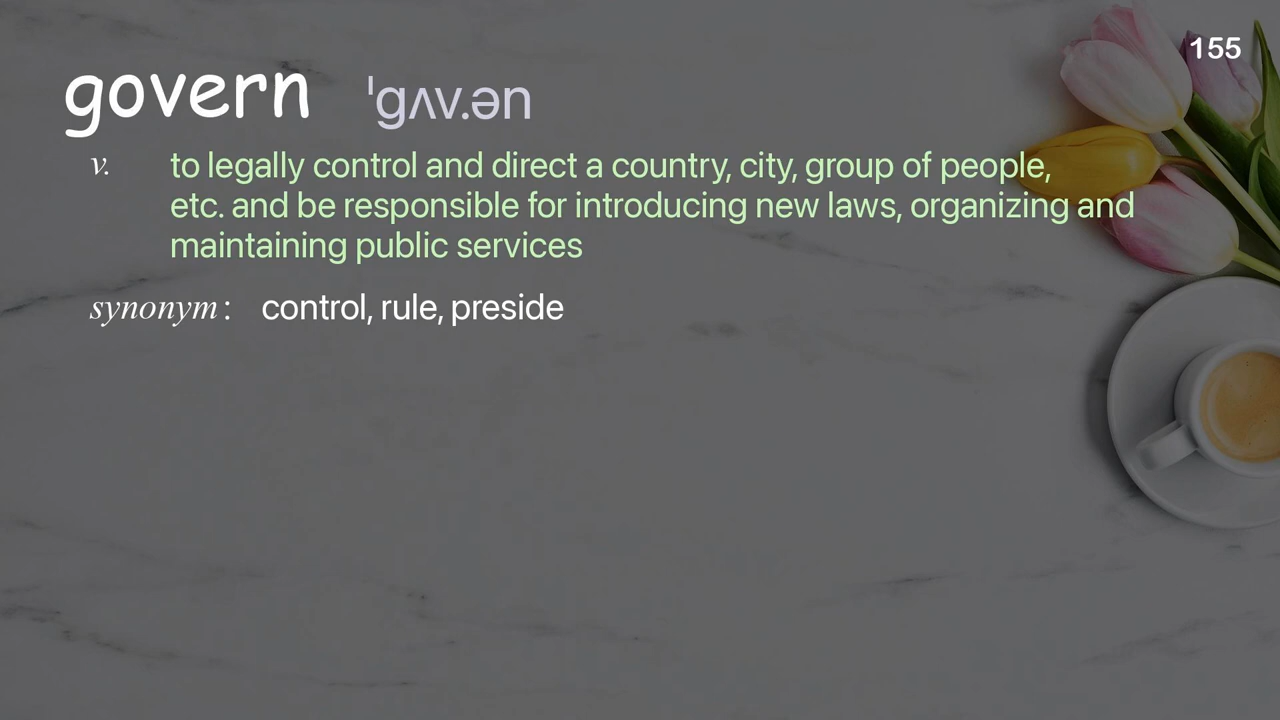 155
govern ˈgʌv.ən
v. to legally control and direct a country, city, group of people,
etc. and be responsible for introducing new laws, organizing and
maintaining public services
synonym: control, rule, preside